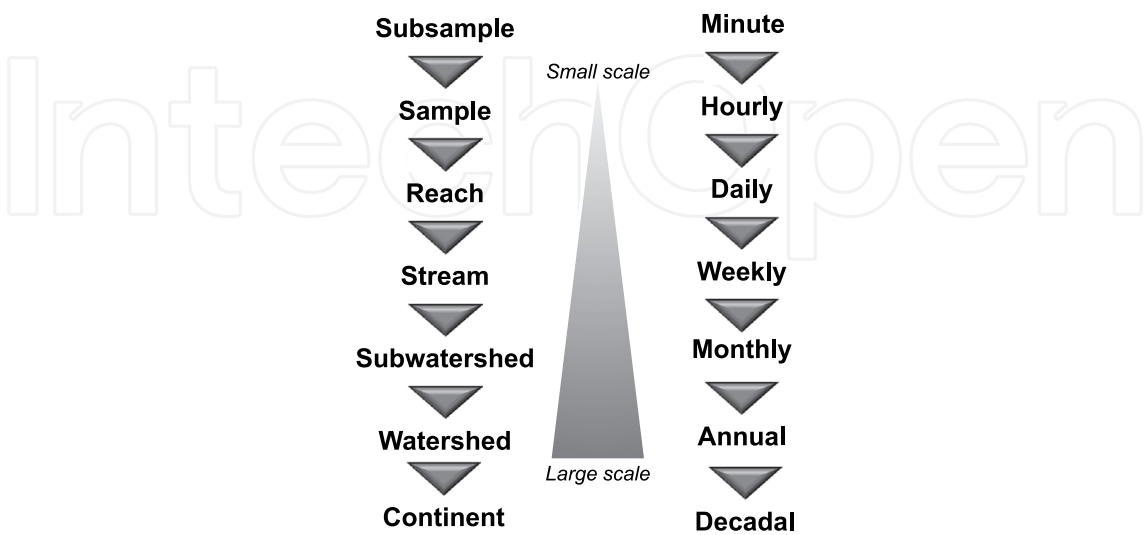 Subsample
Sample
Reach
Stream
Subwatershed
Watershed
Continent
Small scale
Large scale
Minute
Hourly
Daily
Weekly
Monthly
Annual
Decadal
IntechOpen